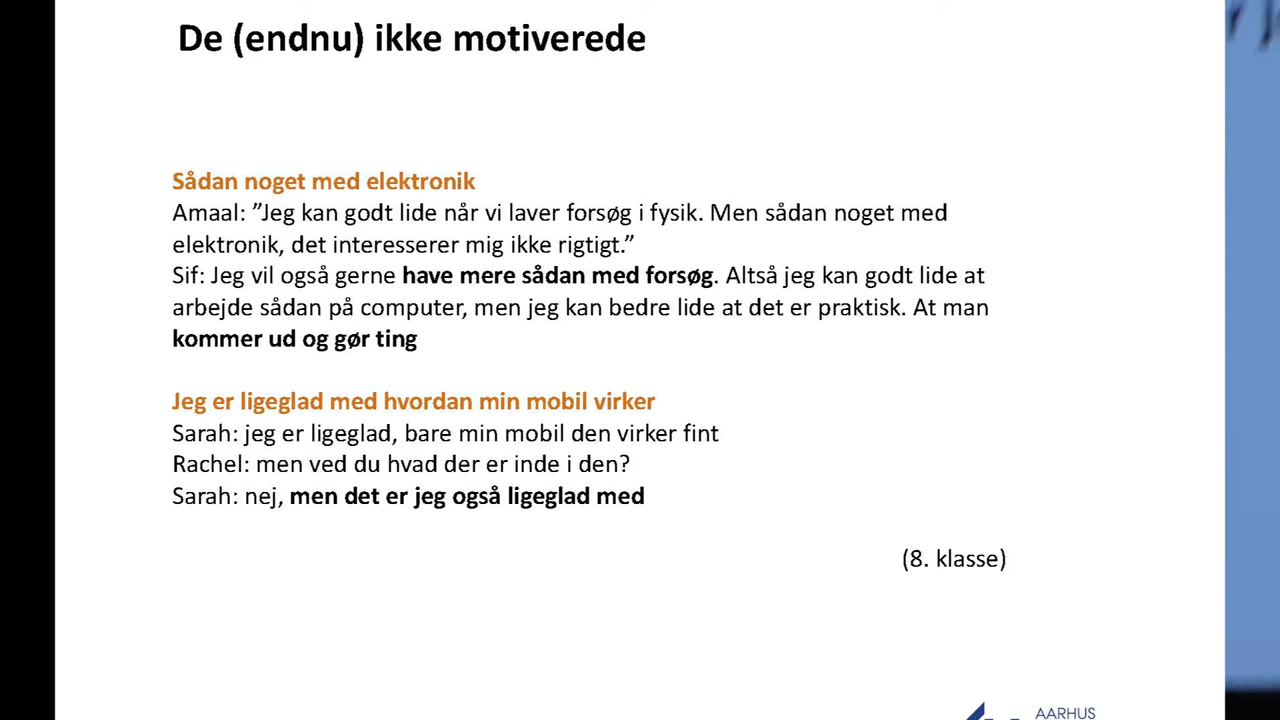 De (endnu) ikke motiverede
Sådan noget med elektronik
Amaal: ”Jeg kan godt lide når vi laver forsøg i fysik. Men sådan noget med
elektronik, det interesserer mig ikke rigtigt.”
Sif: Jeg vil også gerne have mere sådan med forsøg. Altså jeg kan godt lide at
arbejde sådan på computer, men jeg kan bedre lide at det er praktisk. At man
kommer ud og gør ting
Jeg er ligeglad med hvordan min mobil virker
Sarah: jeg er ligeglad, bare min mobil den virker fint
Rachel: men ved du hvad der er inde i den?
Sarah: nej, men det er jeg også ligeglad med
(8. klasse)
AARHUS